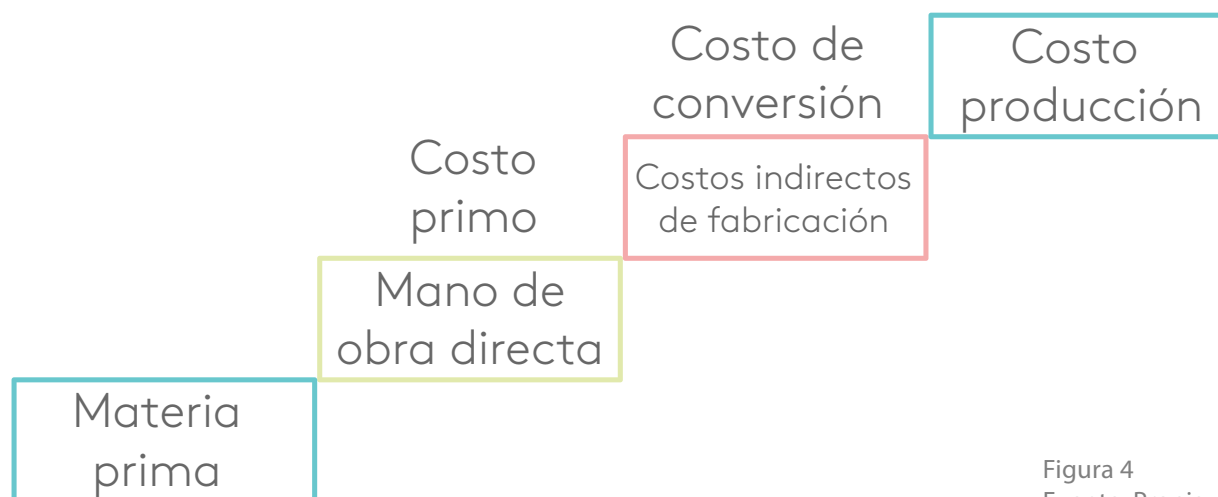 Costo de
conversión
Costo
producción
Costo
primo
Costos indirectos
de fabricación
Mano de
obra directa
Materia
prima
Figura 4